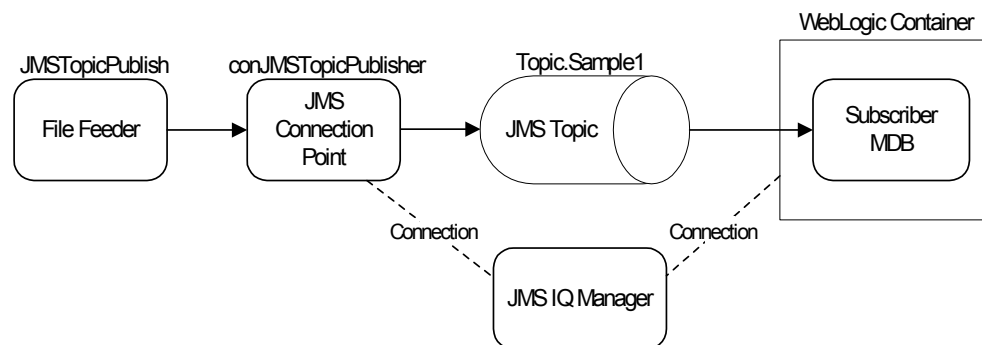 WebLogic Container
JMSTopicPublish
conJMSTopicPublisher
Topic.Sample1
File Feeder
JMS
Connection
Point
JMS Topic
Subscriber
MDB
Connection
Connection
JMS IQ Manager